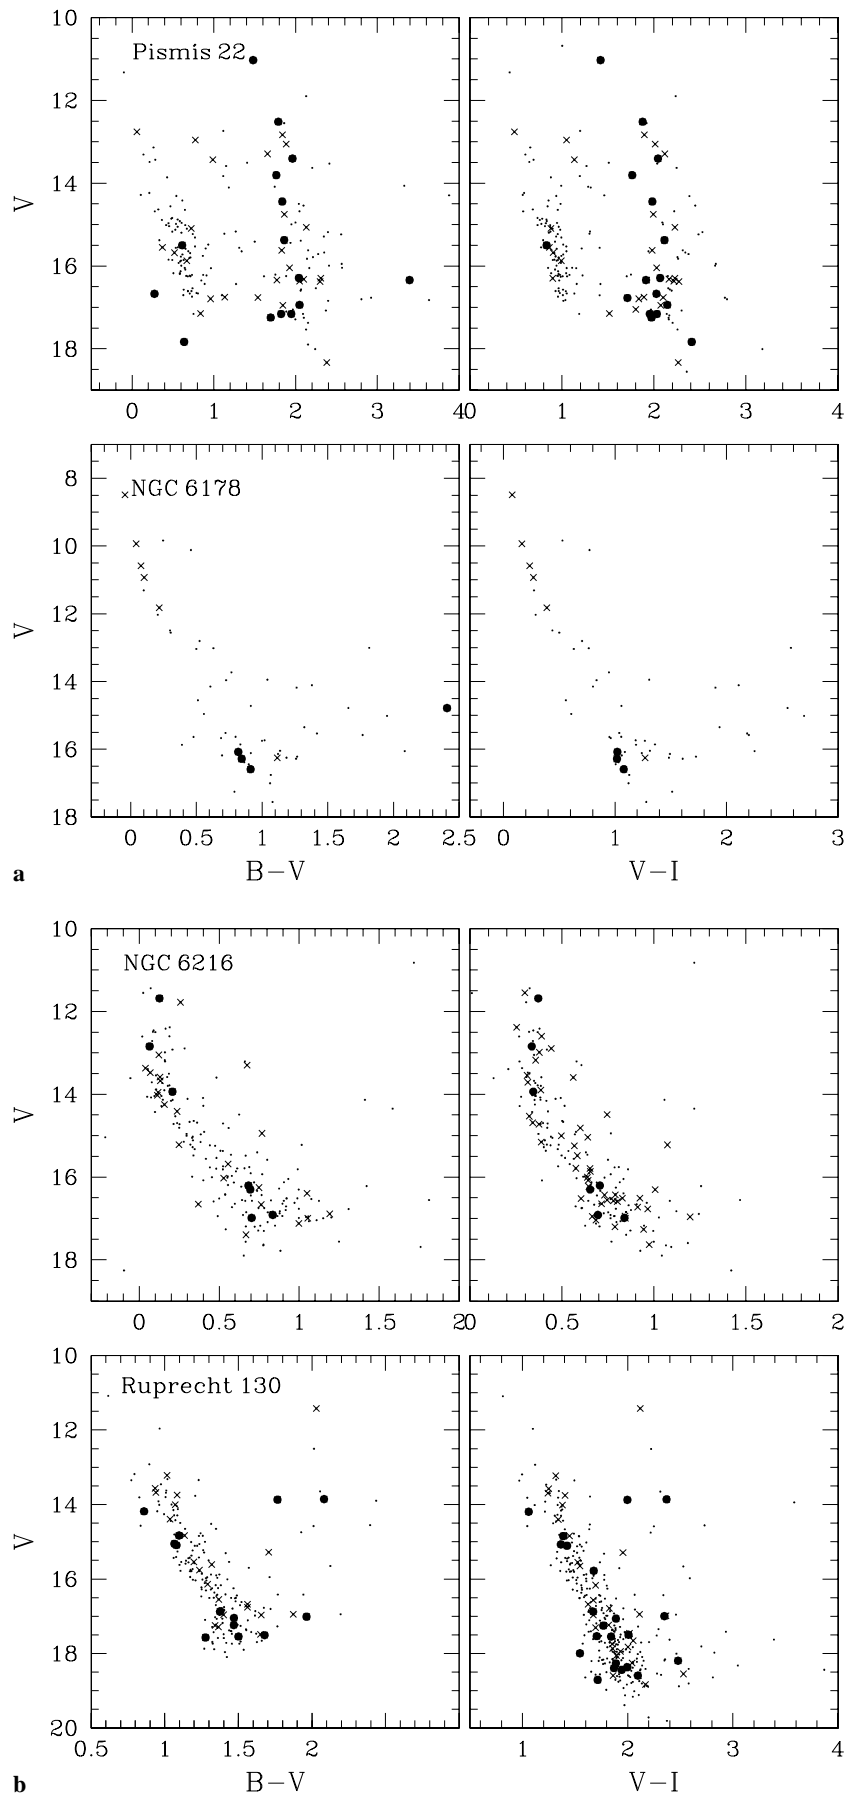 10
Pismis 22
12
14
V
16
18
0 1 2 3 4 0 1 2 3 4
8
NGC 6178
10
12
V
14
16
18
0 0.5 1 1.5 2 2.5 0 1 2 3
B−V V−I
a
10
NGC 6216
12
14
V
16
18
0 0.5 1 1.5 2 0 0.5 1 1.5 2
10
Ruprecht 130
12
14
V
16
18
20
0.5 1 1.5 2 1 2 3 4
B−V V−I
b